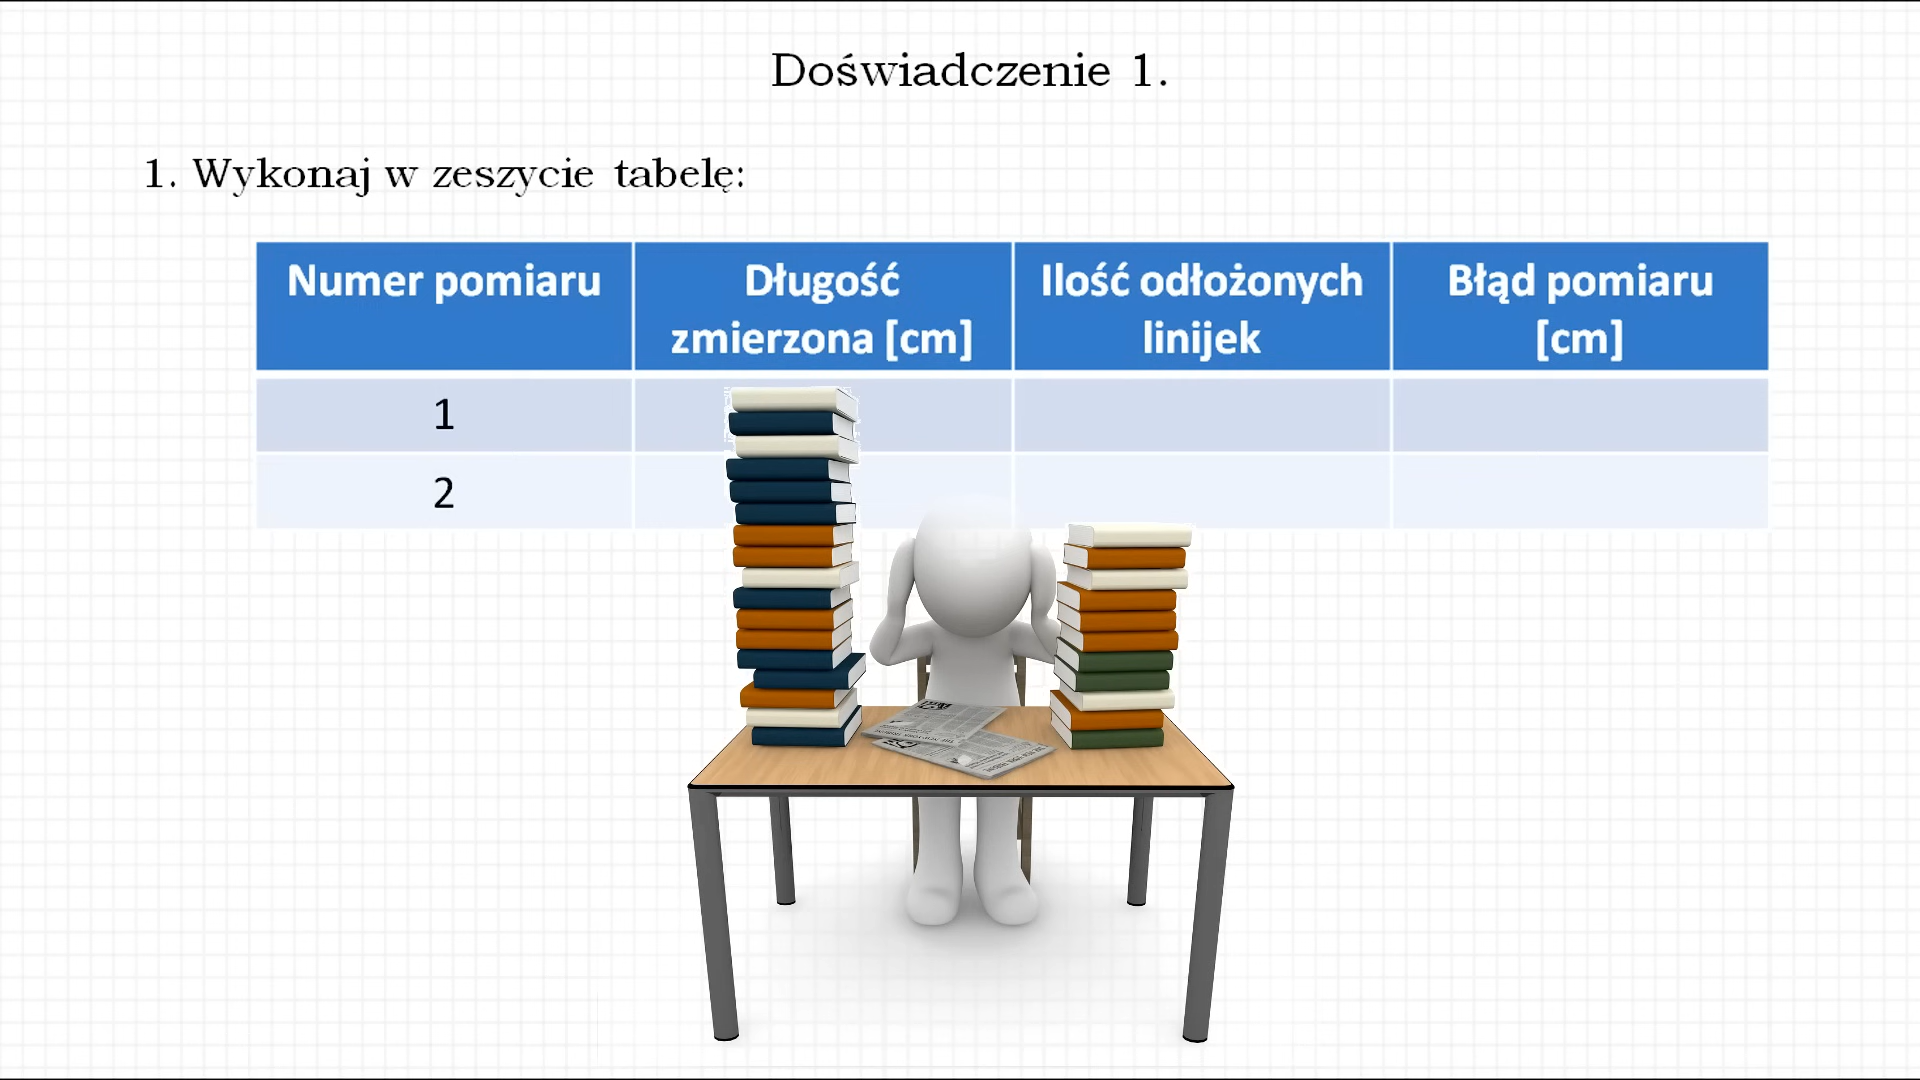 Doświadczenie 1.
1. Wykonaj w zeszycie tabelę:
Numer pomiaru
Długość
zmierzona [cm]
Ilość odłożonych
linijek
Błąd pomiaru
[cm]
1
2